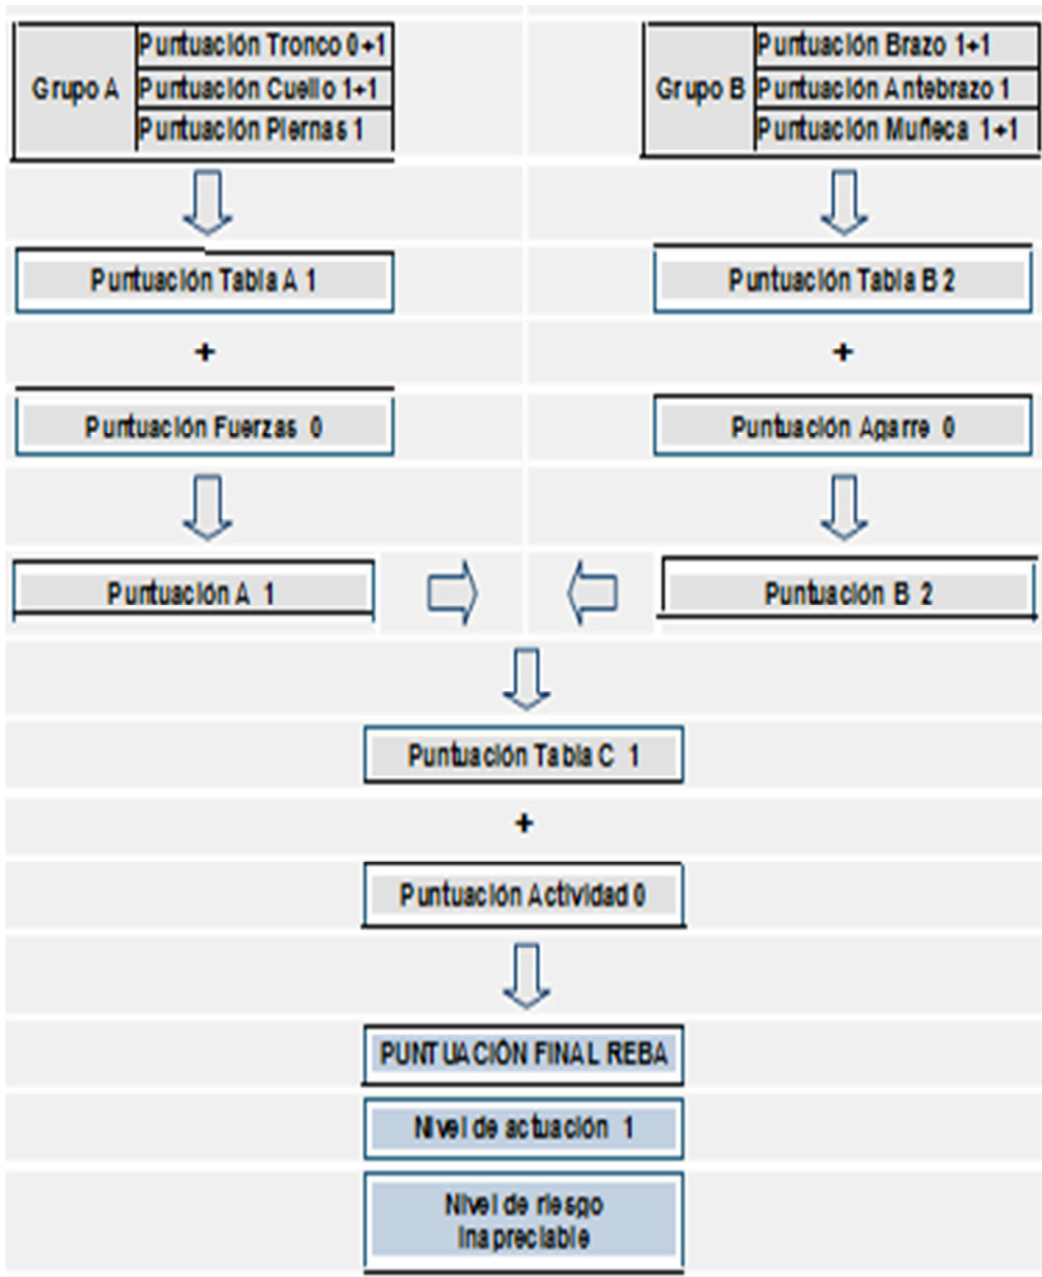 Grupo A
Puntuación Tronco 0+1
Puntuación Cuello 1+1
Puntuación Piernas 1
Grupo B
Puntuación Brazo 1+1
Puntuación Antebrazo 1
Puntuación Muñeca 1+1
Puntuación Tabla A 1
Puntuación Tabla B 2
+
+
Puntuación Fuerzas 0
Puntuación Agarre 0
Puntuación A 1
Puntuación B 2
Puntuación Tabla C 1
+
Puntuación Actividad 0
PUNTUACIÓN FINAL REBA
Nivel de actuación 1
Nivel de riesgo
Inapreciable